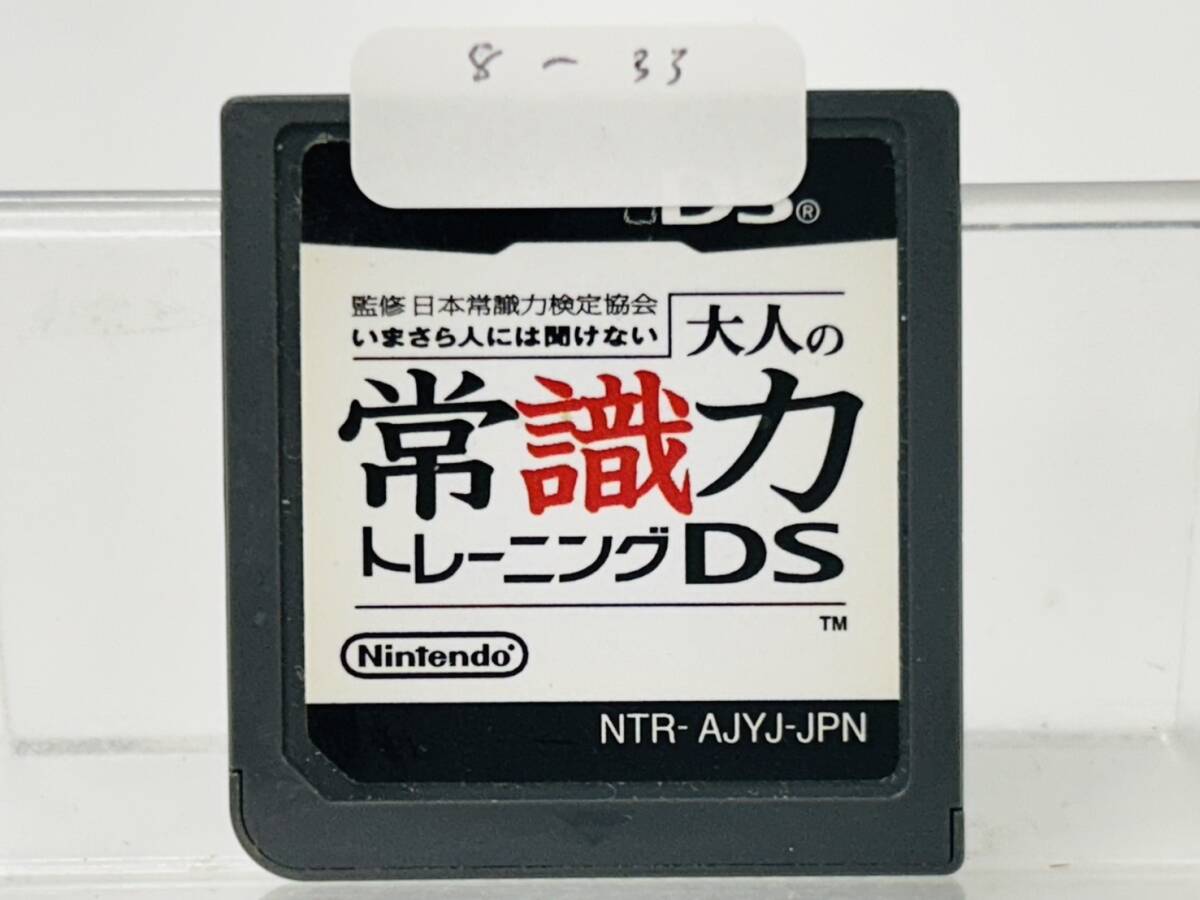 8-33
DS®
監修 日本常識力検定協会
いまさら人には聞けない
大人の
常識力
トレーニングDS
TM
Nintendo
NTR- AJYJ-JPN